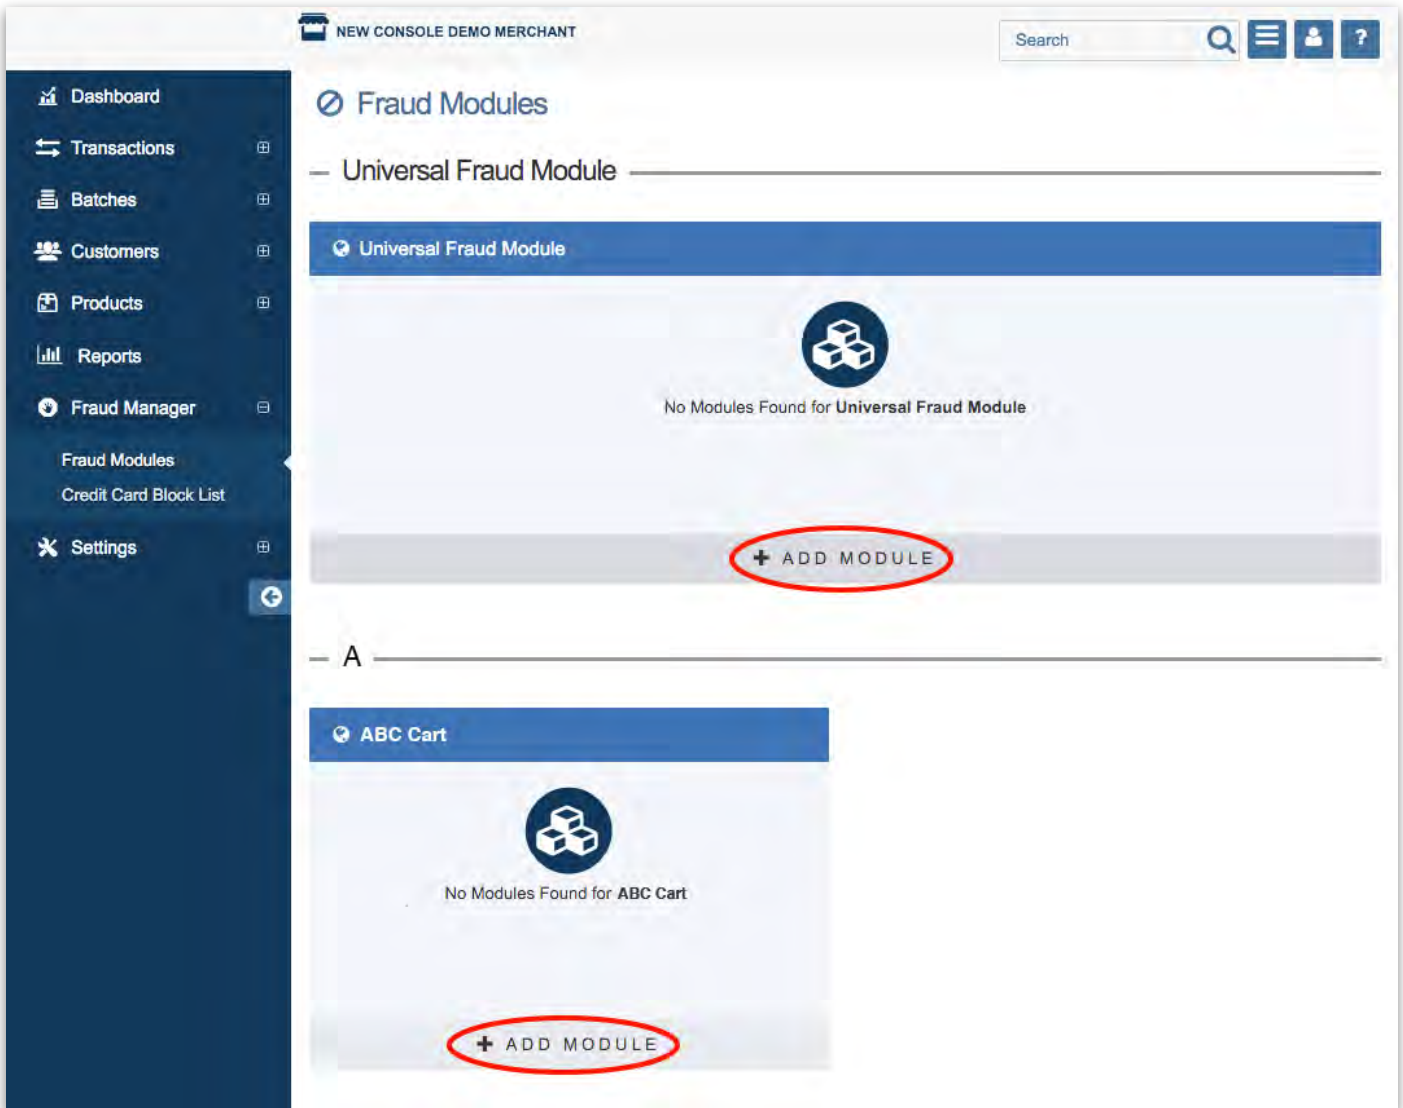 NEW CONSOLE DEMO MERCHANT
Search
?
Dashboard
Transactions
Batches
Customers
Products
Reports
Fraud Manager
Fraud Modules
Credit Card Block List
Settings
Fraud Modules
Universal Fraud Module
Universal Fraud Module
No Modules Found for Universal Fraud Module
+ ADD MODULE
A
ABC Cart
No Modules Found for ABC Cart
+ ADD MODULE